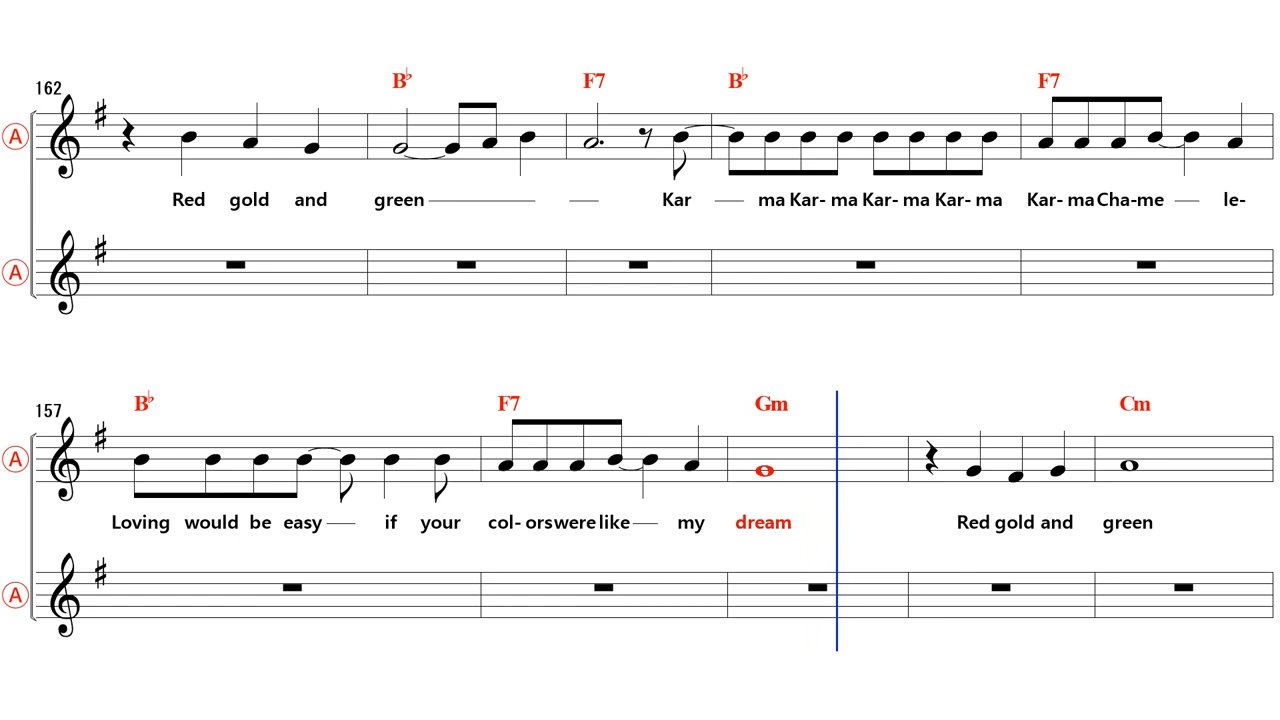 162
B♭ F7 B♭ F7
A
Red gold and green Kar ma Kar- ma Kar- ma Kar- ma Kar- ma Cha-me le-
A
157
B♭ F7 Gm Cm
A
Loving would be easy if your col- ors were like my dream Red gold and green
A